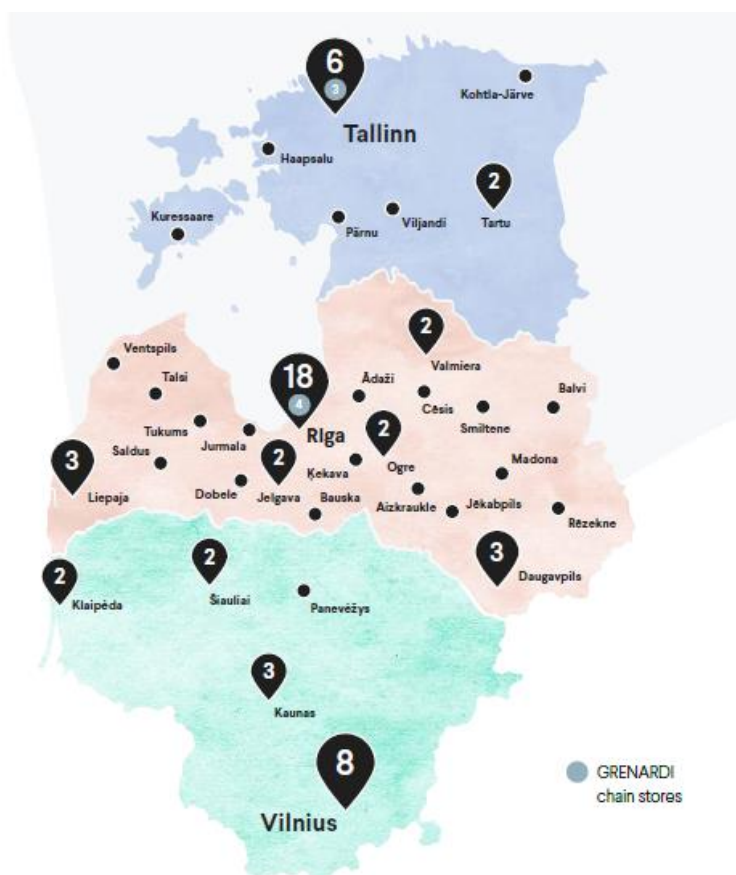 6
3
Tallinn
Kohtla-Järve
Haapsalu
2
Tartu
Kuressaare
Pärnu
Viljandi
2
Valmiera
Ventspils
Talsi
18
4
Rīga
Ādaži
Cēsis
Balvi
Smiltene
Tukums
Jurmala
Saldus
2
Ogre
3
Liepaja
Dobele
2
Jelgava
Ķekava
Bauska
Madona
Aizkraukle
Jēkabpils
Rēzekne
3
Daugavpils
2
Klaipėda
2
Šiauliai
Panevėžys
3
Kaunas
8
Vilnius
GRENARDI
chain stores